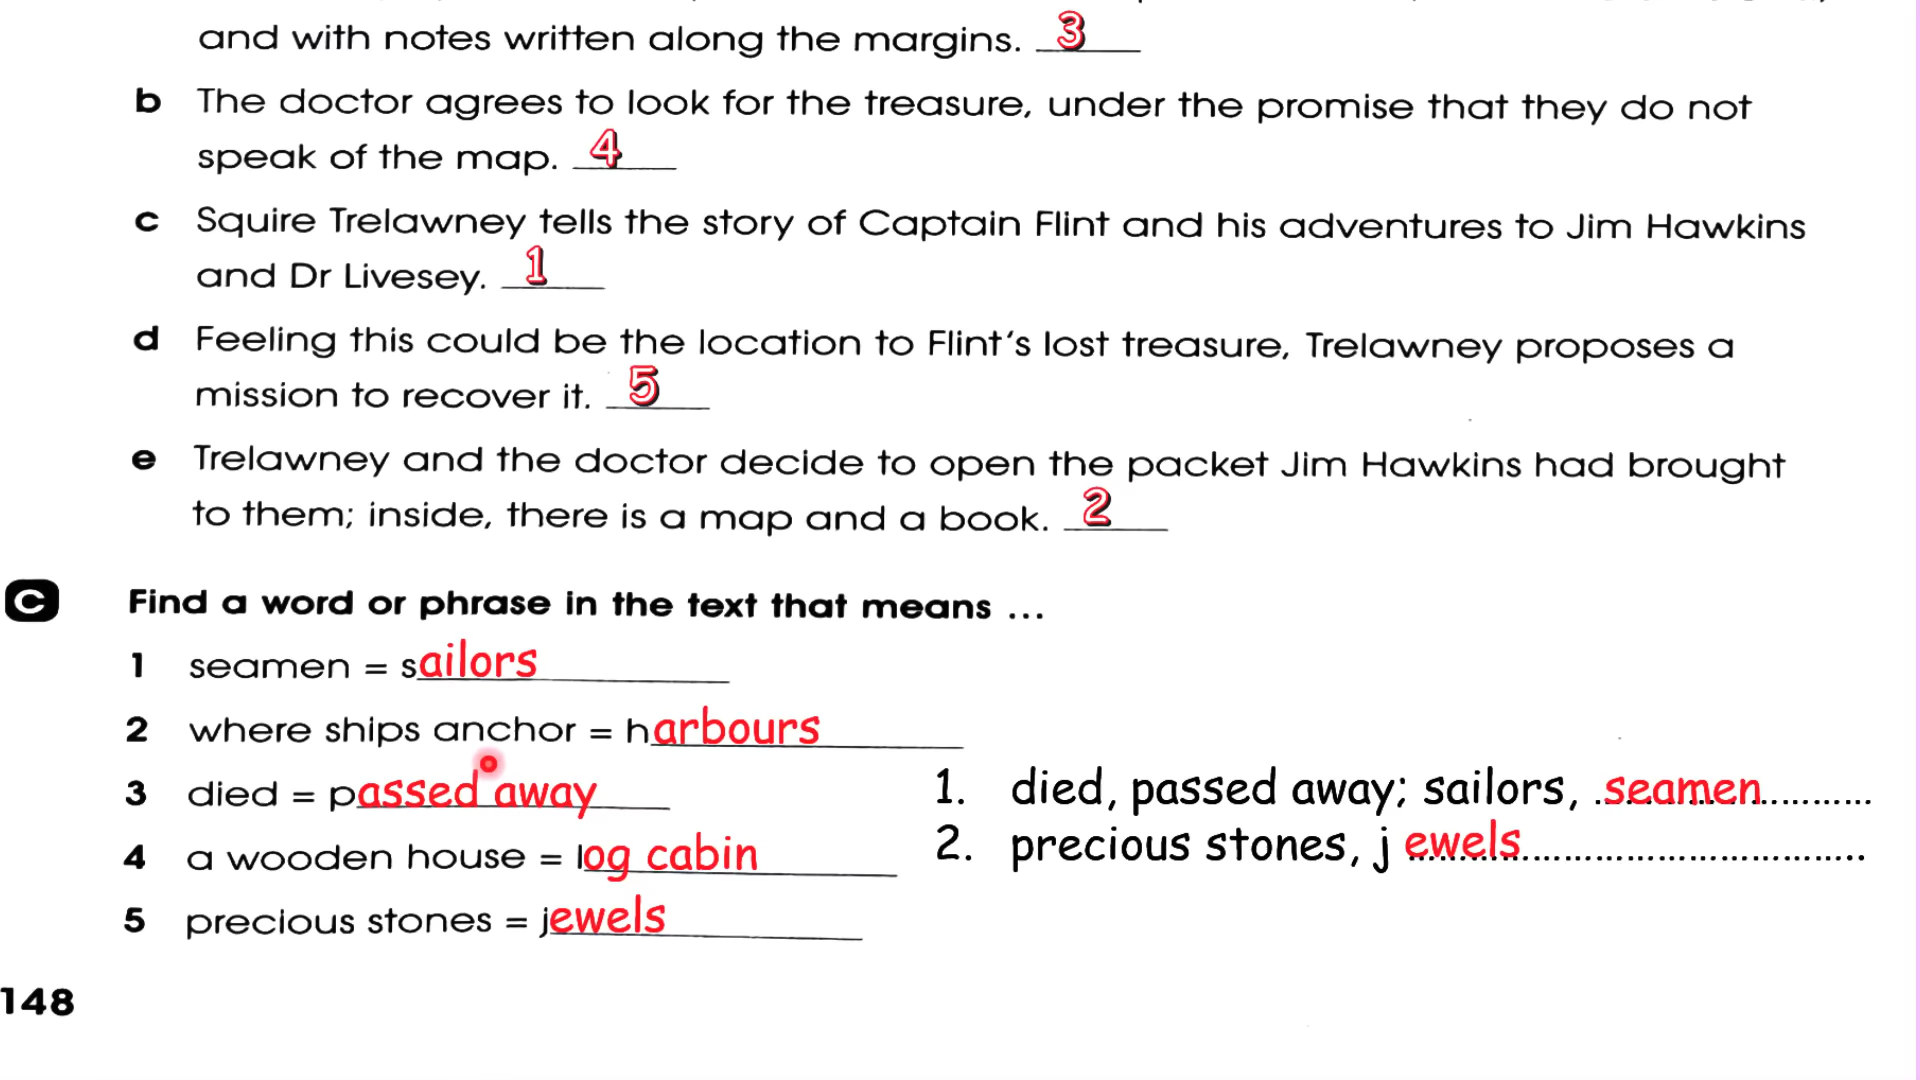 and with notes written along the margins. 3
b The doctor agrees to look for the treasure, under the promise that they do not
speak of the map. 4
c Squire Trelawney tells the story of Captain Flint and his adventures to Jim Hawkins
and Dr Livesey. 1
d Feeling this could be the location to Flint's lost treasure, Trelawney proposes a
mission to recover it. 5
e Trelawney and the doctor decide to open the packet Jim Hawkins had brought
to them; inside, there is a map and a book. 2
C Find a word or phrase in the text that means ...
1 seamen = sailors
2 where ships anchor = harbours
3 died = passed away
4 a wooden house = log cabin
5 precious stones = jewels
1. died, passed away; sailors, seamen
2. precious stones, j ewels
148